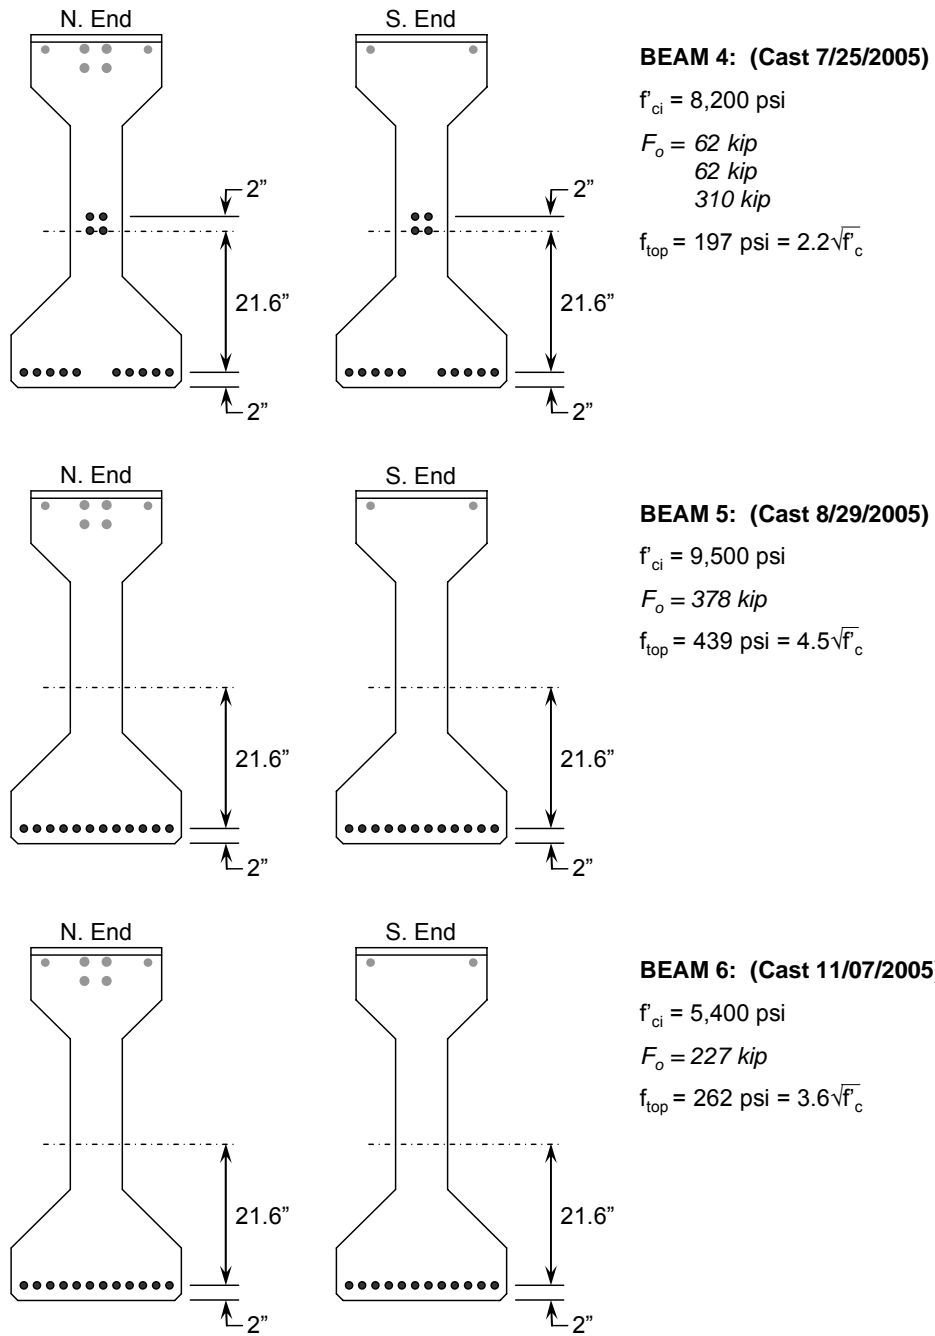 N. End
S. End
BEAM 4: (Cast 7/25/2005)
f'ci = 8,200 psi
Fo = 62 kip
62 kip
310 kip
ftop = 197 psi = 2.2√f'c
2”
2”
21.6”
21.6”
2”
2”
N. End
S. End
BEAM 5: (Cast 8/29/2005)
f'ci = 9,500 psi
Fo = 378 kip
ftop = 439 psi = 4.5√f'c
21.6”
21.6”
2”
2”
N. End
S. End
BEAM 6: (Cast 11/07/2005)
f'ci = 5,400 psi
Fo = 227 kip
ftop = 262 psi = 3.6√f'c
21.6”
21.6”
2”
2”